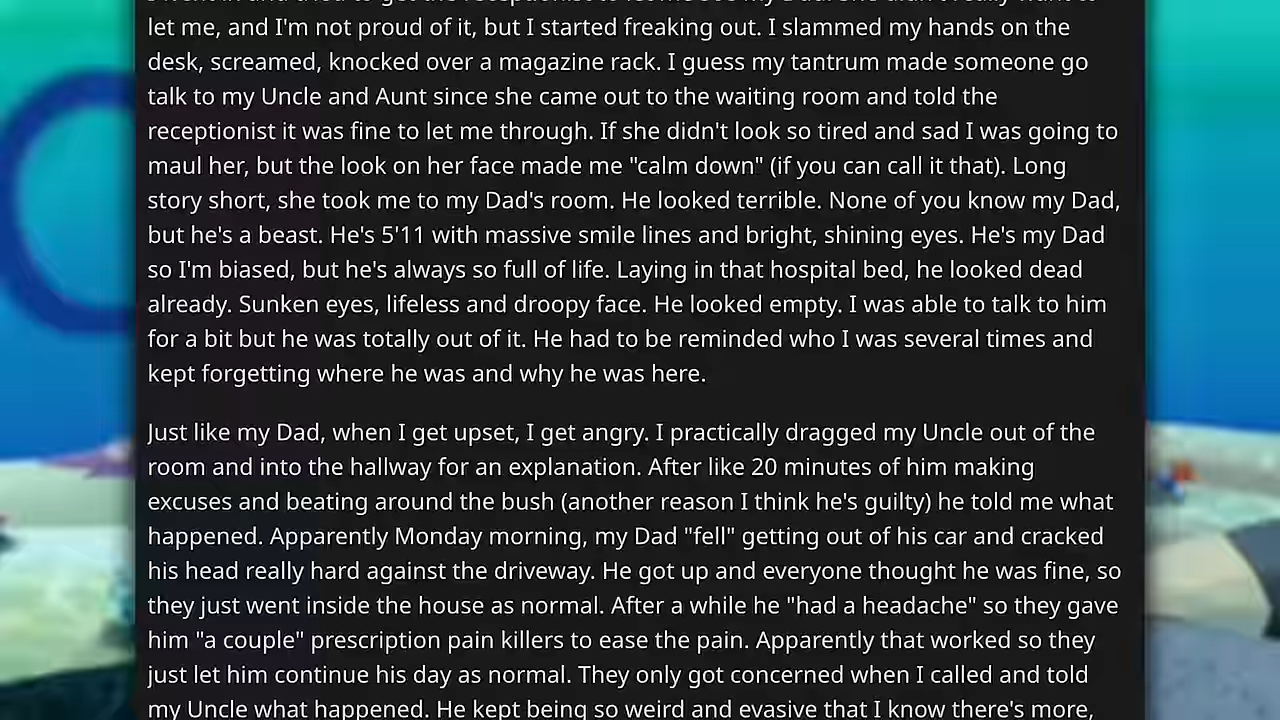 let me, and I'm not proud of it, but I started freaking out. I slammed my hands on the
desk, screamed, knocked over a magazine rack. I guess my tantrum made someone go
talk to my Uncle and Aunt since she came out to the waiting room and told the
receptionist it was fine to let me through. If she didn't look so tired and sad I was going to
maul her, but the look on her face made me "calm down" (if you can call it that). Long
story short, she took me to my Dad's room. He looked terrible. None of you know my Dad,
but he's a beast. He's 5'11 with massive smile lines and bright, shining eyes. He's my Dad
so I'm biased, but he's always so full of life. Laying in that hospital bed, he looked dead
already. Sunken eyes, lifeless and droopy face. He looked empty. I was able to talk to him
for a bit but he was totally out of it. He had to be reminded who I was several times and
kept forgetting where he was and why he was here.
Just like my Dad, when I get upset, I get angry. I practically dragged my Uncle out of the
room and into the hallway for an explanation. After like 20 minutes of him making
excuses and beating around the bush (another reason I think he's guilty) he told me what
happened. Apparently Monday morning, my Dad "fell" getting out of his car and cracked
his head really hard against the driveway. He got up and everyone thought he was fine, so
they just went inside the house as normal. After a while he "had a headache" so they gave
him "a couple" prescription pain killers to ease the pain. Apparently that worked so they
just let him continue his day as normal. They only got concerned when I called and told
my Uncle what happened. He kept being so weird and evasive that I know there's more,